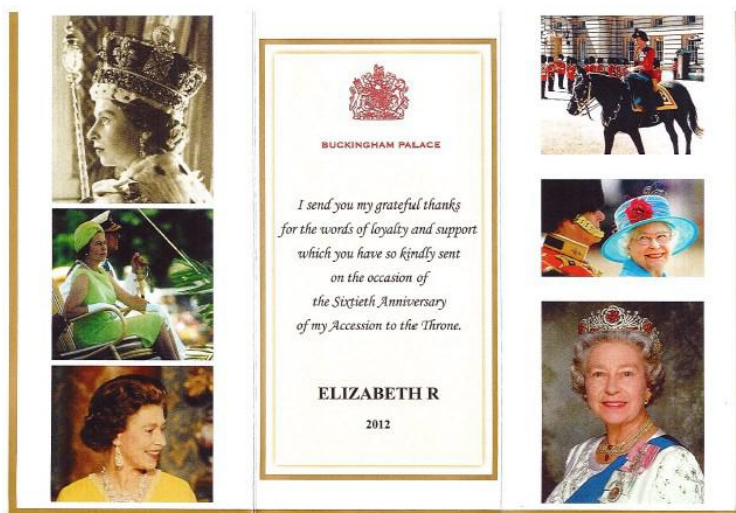 BUCKINGHAM PALACE
I send you my grateful thanks
for the words of loyalty and support
which you have so kindly sent
on the occasion of
the Sixtieth Anniversary
of my Accession to the Throne.
ELIZABETH R
2012